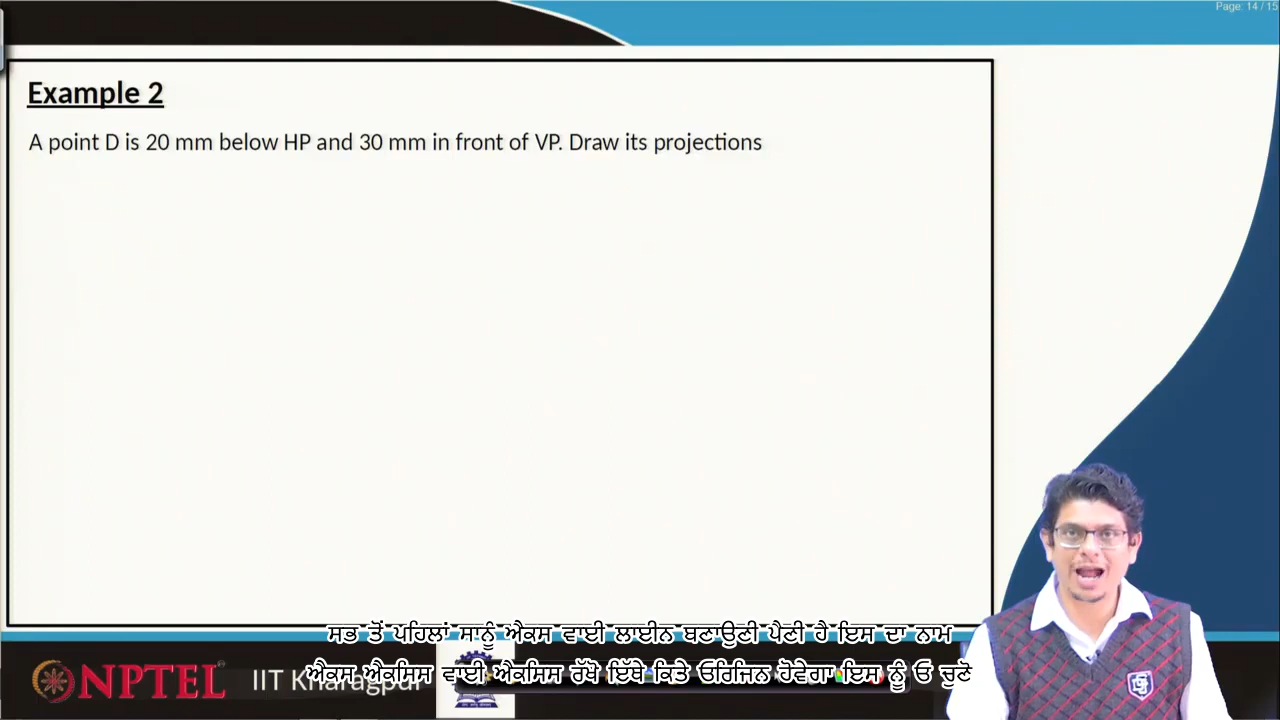 Page: 14 / 15
Example 2
A point D is 20 mm below HP and 30 mm in front of VP. Draw its projections
ਸਭ ਤੋਂ ਪਹਿਲਾਂ ਸਾਨੂੰ ਐਕਸ ਵਾਈ ਲਾਈਨ ਬਣਾਉਣੀ ਪੈਣੀ ਹੈ ਇਸ ਦਾ ਨਾਮ
ਐਕਸ ਐਕਸਿਸ ਵਾਈ ਐਕਸਿਸ ਰੱਖੋ ਇੱਥੇ ਕਿਤੇ ਓਰਿਜਿਨ ਹੋਵੇਗਾ ਇਸ ਨੂੰ ਓ ਚੁਣੋ
NPTEL IIT Kharagpur